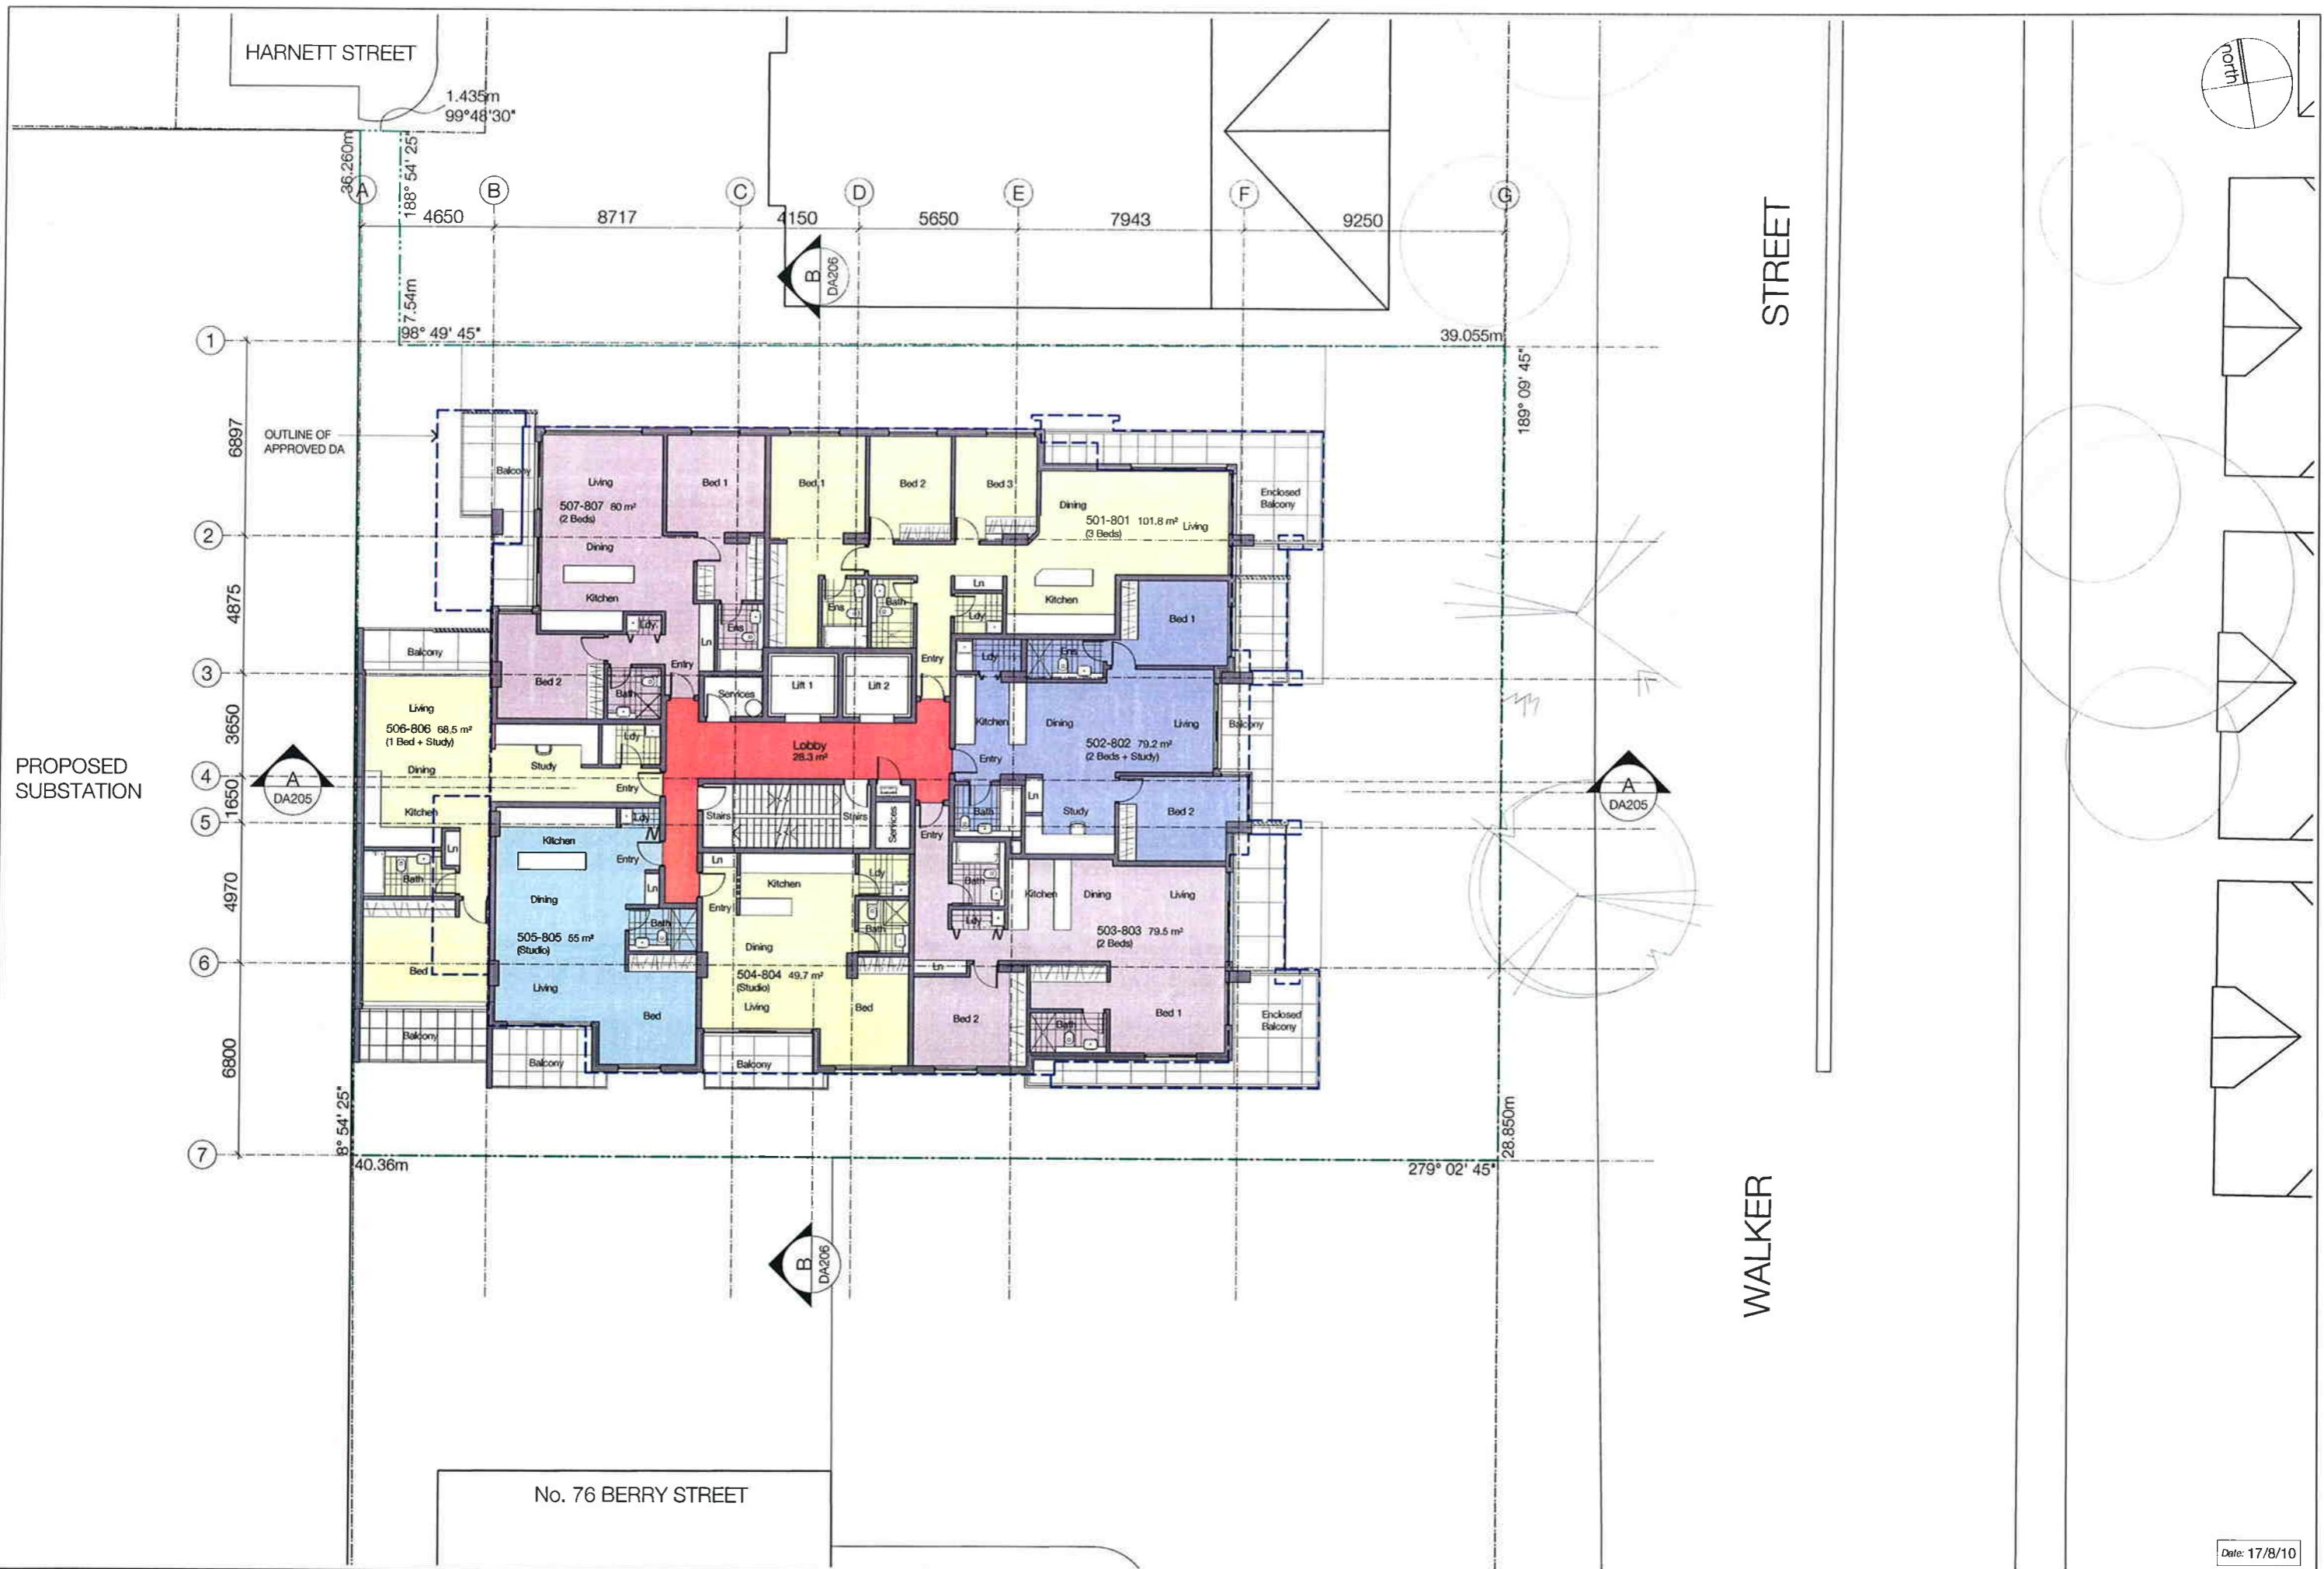 HARNETT STREET
1.435m
99°48'30"
36.260m
188° 54' 25"
north
A
B
C
D
E
F
G
4650
8717
4150
5650
7943
9250
B
DA206
STREET
7.54m
98° 49' 45"
39.055m
189° 09' 45"
1
2
3
4
5
6
7
6897
4875
3650
1650
4970
6800
OUTLINE OF
APPROVED DA
Balcony
Living
507-807 80 m²
(2 Beds)
Dining
Kitchen
Bed 1
Ldy
Ln
Ens
Entry
Bed 2
Bath
Bed 1
Bed 2
Bed 3
Dining
501-801 101.8 m² Living
(3 Beds)
Kitchen
Ens
Bath
Ln
Ldy
Entry
Enclosed
Balcony
Services
Lift 1
Lift 2
Lobby
28.3 m²
Stairs
Stairs
Services
Bed 1
Ldy
Ens
Kitchen
Dining
Living
Balcony
502-802 79.2 m²
(2 Beds + Study)
Entry
Bath
Ln
Study
Bed 2
Balcony
Living
506-806 68.5 m²
(1 Bed + Study)
Dining
Kitchen
Study
Ldy
Entry
Ln
Bath
Bed
Balcony
Kitchen
Ldy
Entry
Dining
Ln
505-805 55 m²
(Studio)
Bath
Living
Bed
Balcony
Ln
Kitchen
Ldy
Entry
Bath
Dining
504-804 49.7 m²
(Studio)
Living
Bed
Balcony
Entry
Bath
Kitchen
Dining
Living
Ldy
503-803 79.5 m²
(2 Beds)
Ln
Bed 2
Bath
Bed 1
Enclosed
Balcony
PROPOSED
SUBSTATION
A
DA205
A
DA205
8° 54' 25"
40.36m
279° 02' 45"
28.850m
B
DA206
WALKER
No. 76 BERRY STREET
Date: 17/8/10